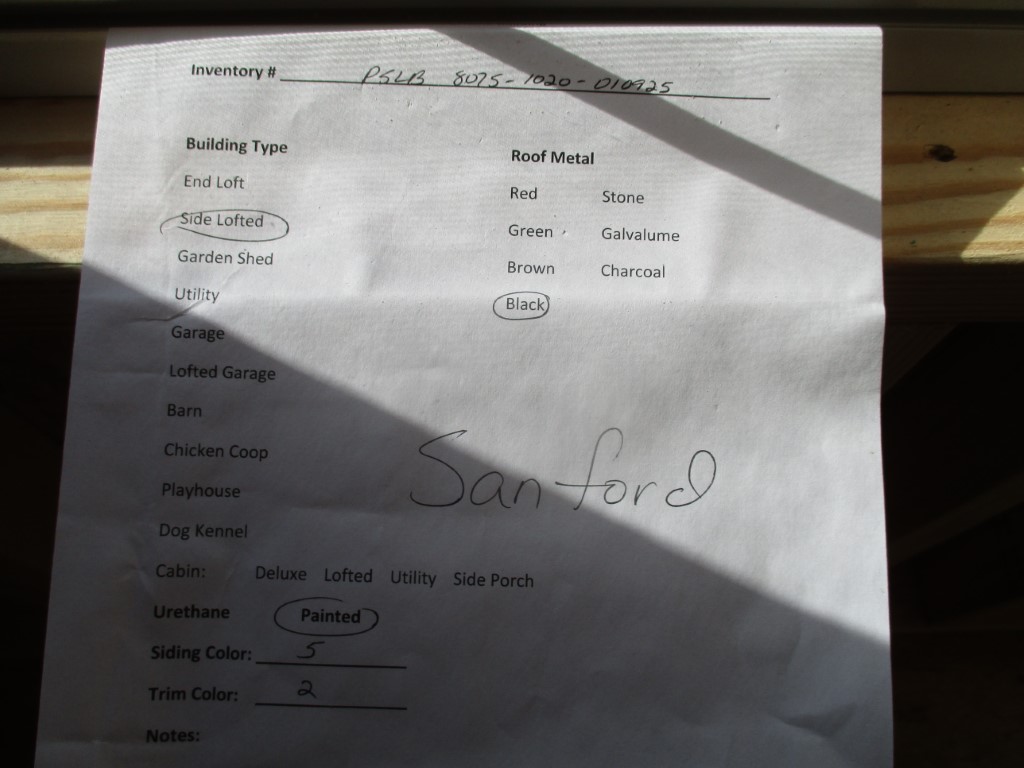 Inventory # PSLB 8075-1020-010925
Building Type
End Loft
Side Lofted
Garden Shed
Utility
Garage
Lofted Garage
Barn
Chicken Coop
Playhouse
Dog Kennel
Roof Metal
Red Stone
Green Galvalume
Brown Charcoal
Black
Sanford
Cabin: Deluxe Lofted Utility Side Porch
Urethane Painted
Siding Color: 5
Trim Color: 2
Notes: